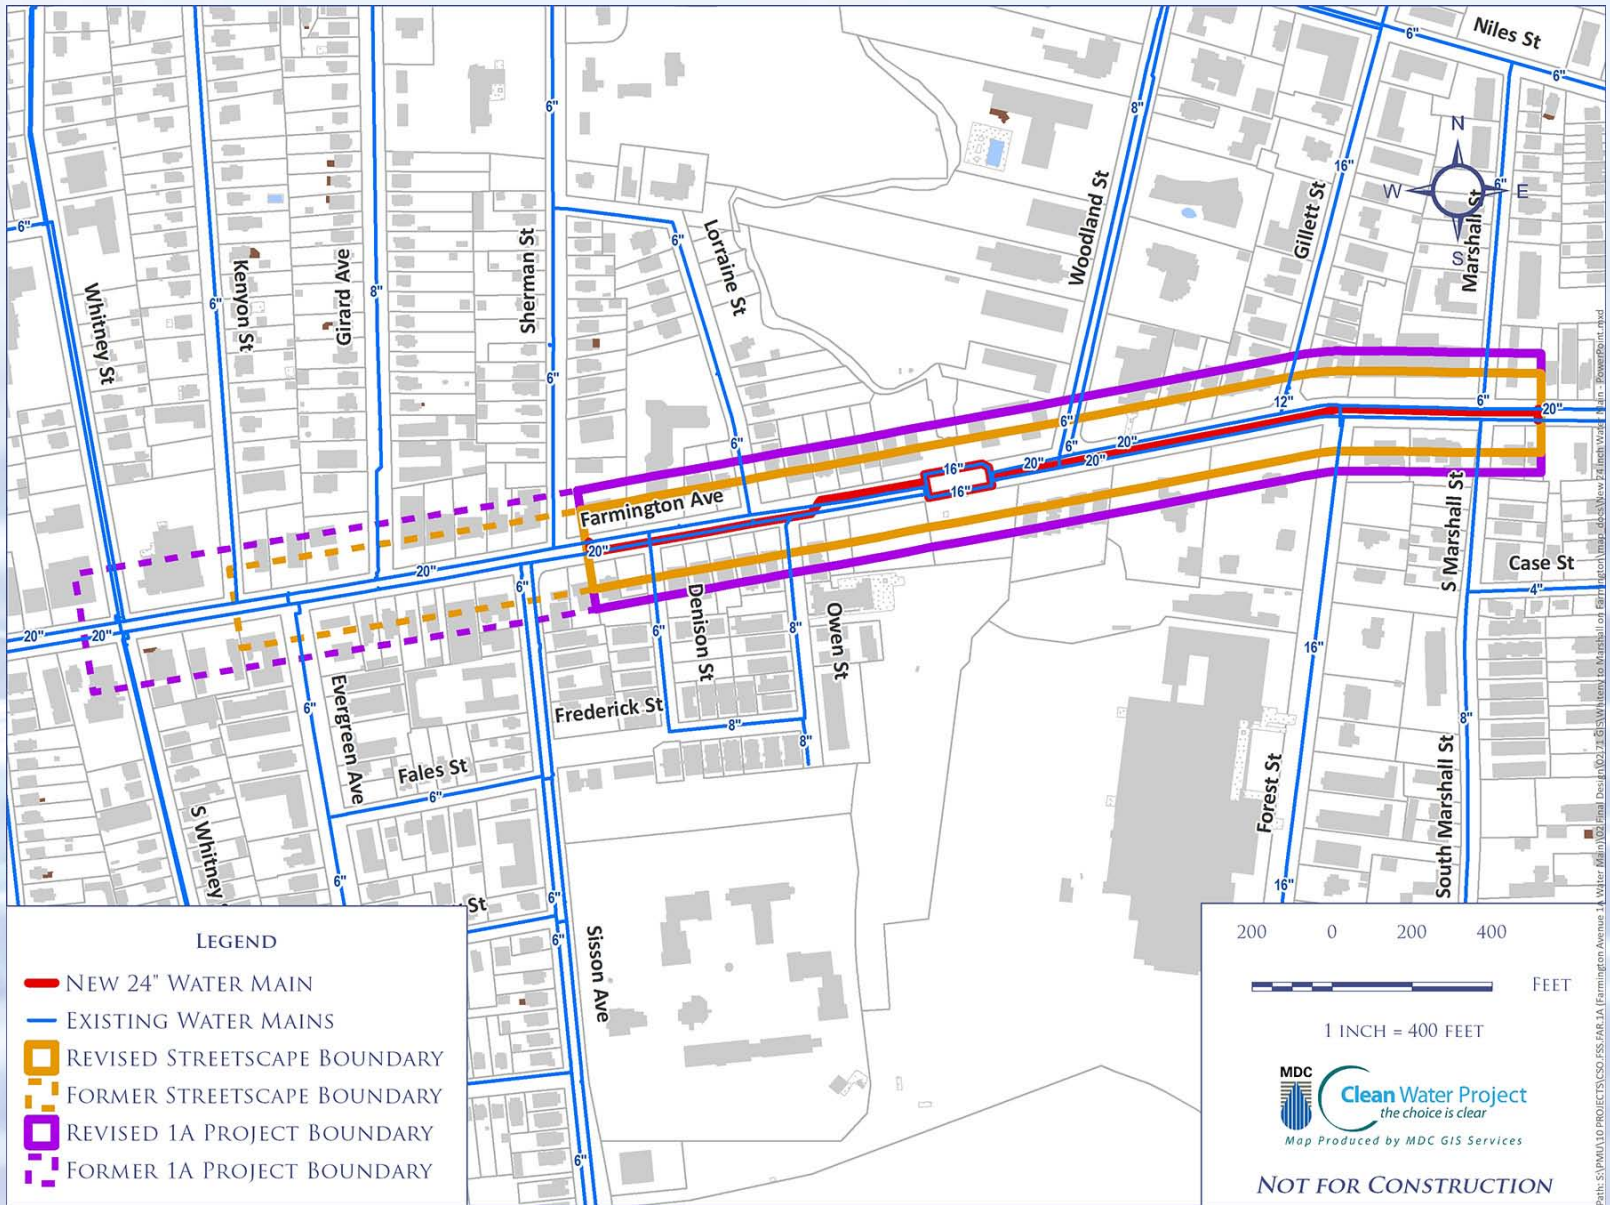 Niles St
6"
6"
6"
8"
16"
6"
N
W
E
S
Marshall St
Gillett St
Woodland St
Lorraine St
6"
Sherman St
6"
Girard Ave
8"
Kenyon St
6"
Whitney St
6"
6"
12"
6"
20"
6"
6"
20"
20"
20"
16"
16"
Farmington Ave
20"
20"
20"
20"
6"
6"
8"
Denison St
Owen St
Frederick St
8"
8"
Evergreen Ave
6"
Fales St
6"
6"
S Whitney
St
6"
6"
Sisson Ave
6"
S Marshall St
Case St
4"
16"
Forest St
16"
South Marshall St
8"
LEGEND
NEW 24" WATER MAIN
EXISTING WATER MAINS
REVISED STREETSCAPE BOUNDARY
FORMER STREETSCAPE BOUNDARY
REVISED 1A PROJECT BOUNDARY
FORMER 1A PROJECT BOUNDARY
200 0 200 400
FEET
1 INCH = 400 FEET
MDC
Clean Water Project
the choice is clear
Map Produced by MDC GIS Services
NOT FOR CONSTRUCTION